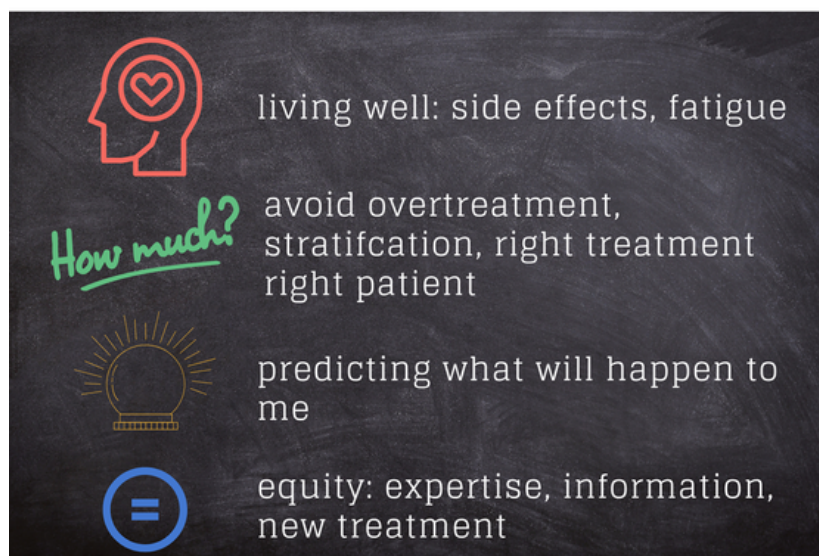 living well: side effects, fatigue
How much?
avoid overtreatment,
stratifcation, right treatment
right patient
predicting what will happen to
me
=
equity: expertise, information,
new treatment